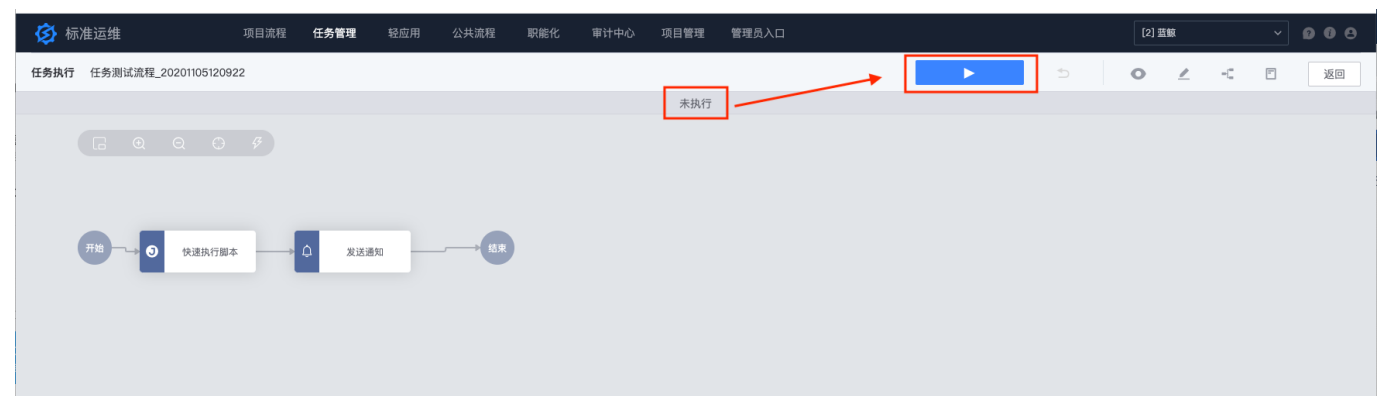 标准运维 项目流程 任务管理 轻应用 公共流程 职能化 审计中心 项目管理 管理员入口 [2] 蓝鲸
任务执行 任务测试流程_20201105120922 返回
未执行
开始 快速执行脚本 发送通知 结束